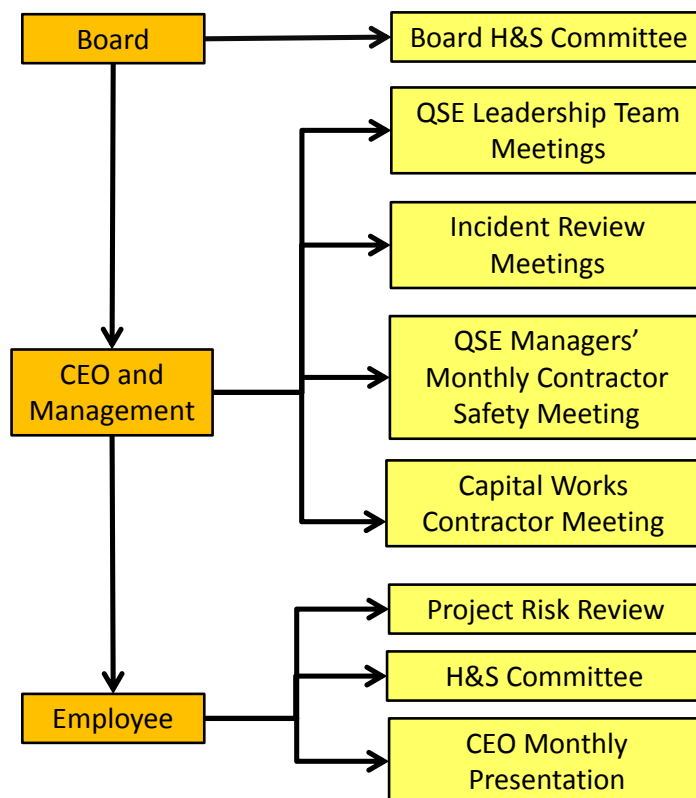 Board
Board H&S Committee
QSE Leadership Team
Meetings
Incident Review
Meetings
CEO and
Management
QSE Managers’
Monthly Contractor
Safety Meeting
Capital Works
Contractor Meeting
Project Risk Review
Employee
H&S Committee
CEO Monthly
Presentation